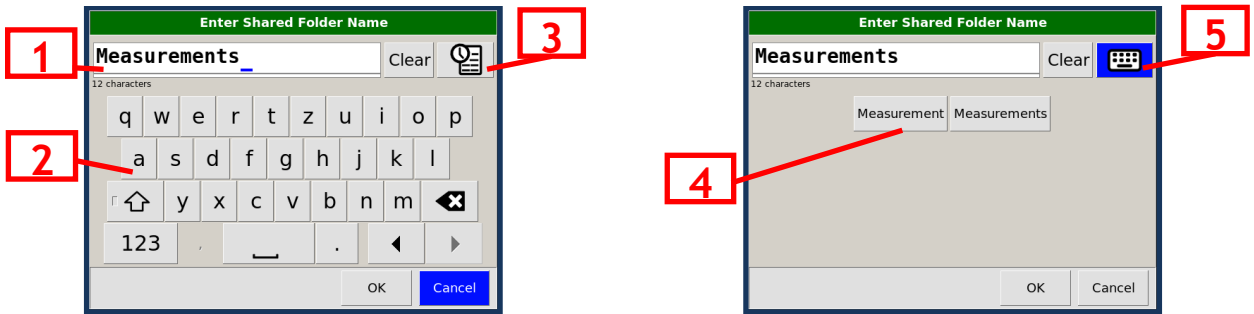 Enter Shared Folder Name
1
Measurements_
Clear
3
12 characters
q w e r t z u i o p
2
a s d f g h j k l
y x c v b n m
123 , .
OK Cancel
Enter Shared Folder Name
5
Measurements
Clear
12 characters
Measurement Measurements
4
OK Cancel